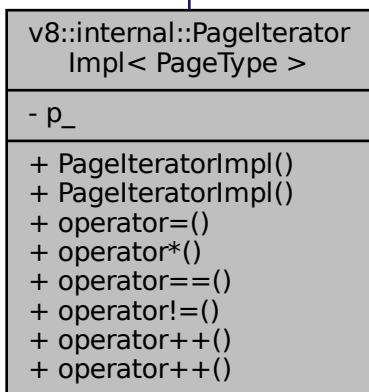 v8::internal::PageIterator
Impl< PageType >
- p_
+ PageIteratorImpl()
+ PageIteratorImpl()
+ operator=()
+ operator*()
+ operator==()
+ operator!=()
+ operator++()
+ operator++()